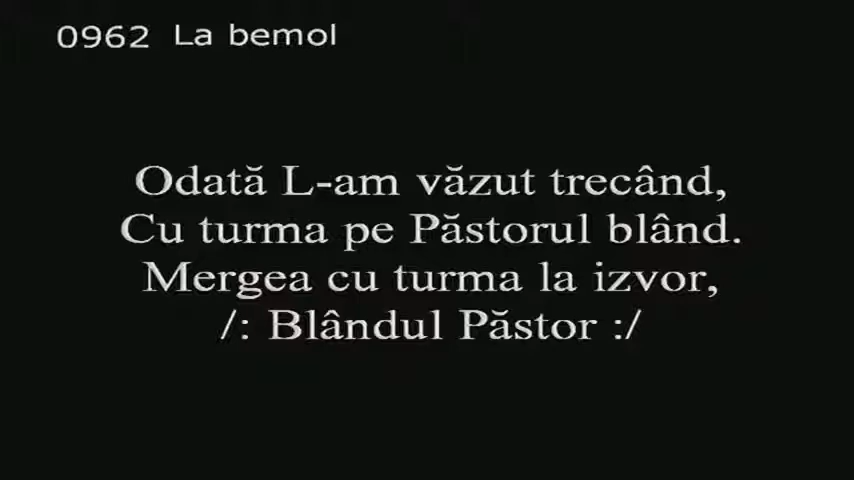 0962 La bemol
Odată L-am văzut trecând,
Cu turma pe Păstorul blând.
Mergea cu turma la izvor,
/: Blândul Păstor :/